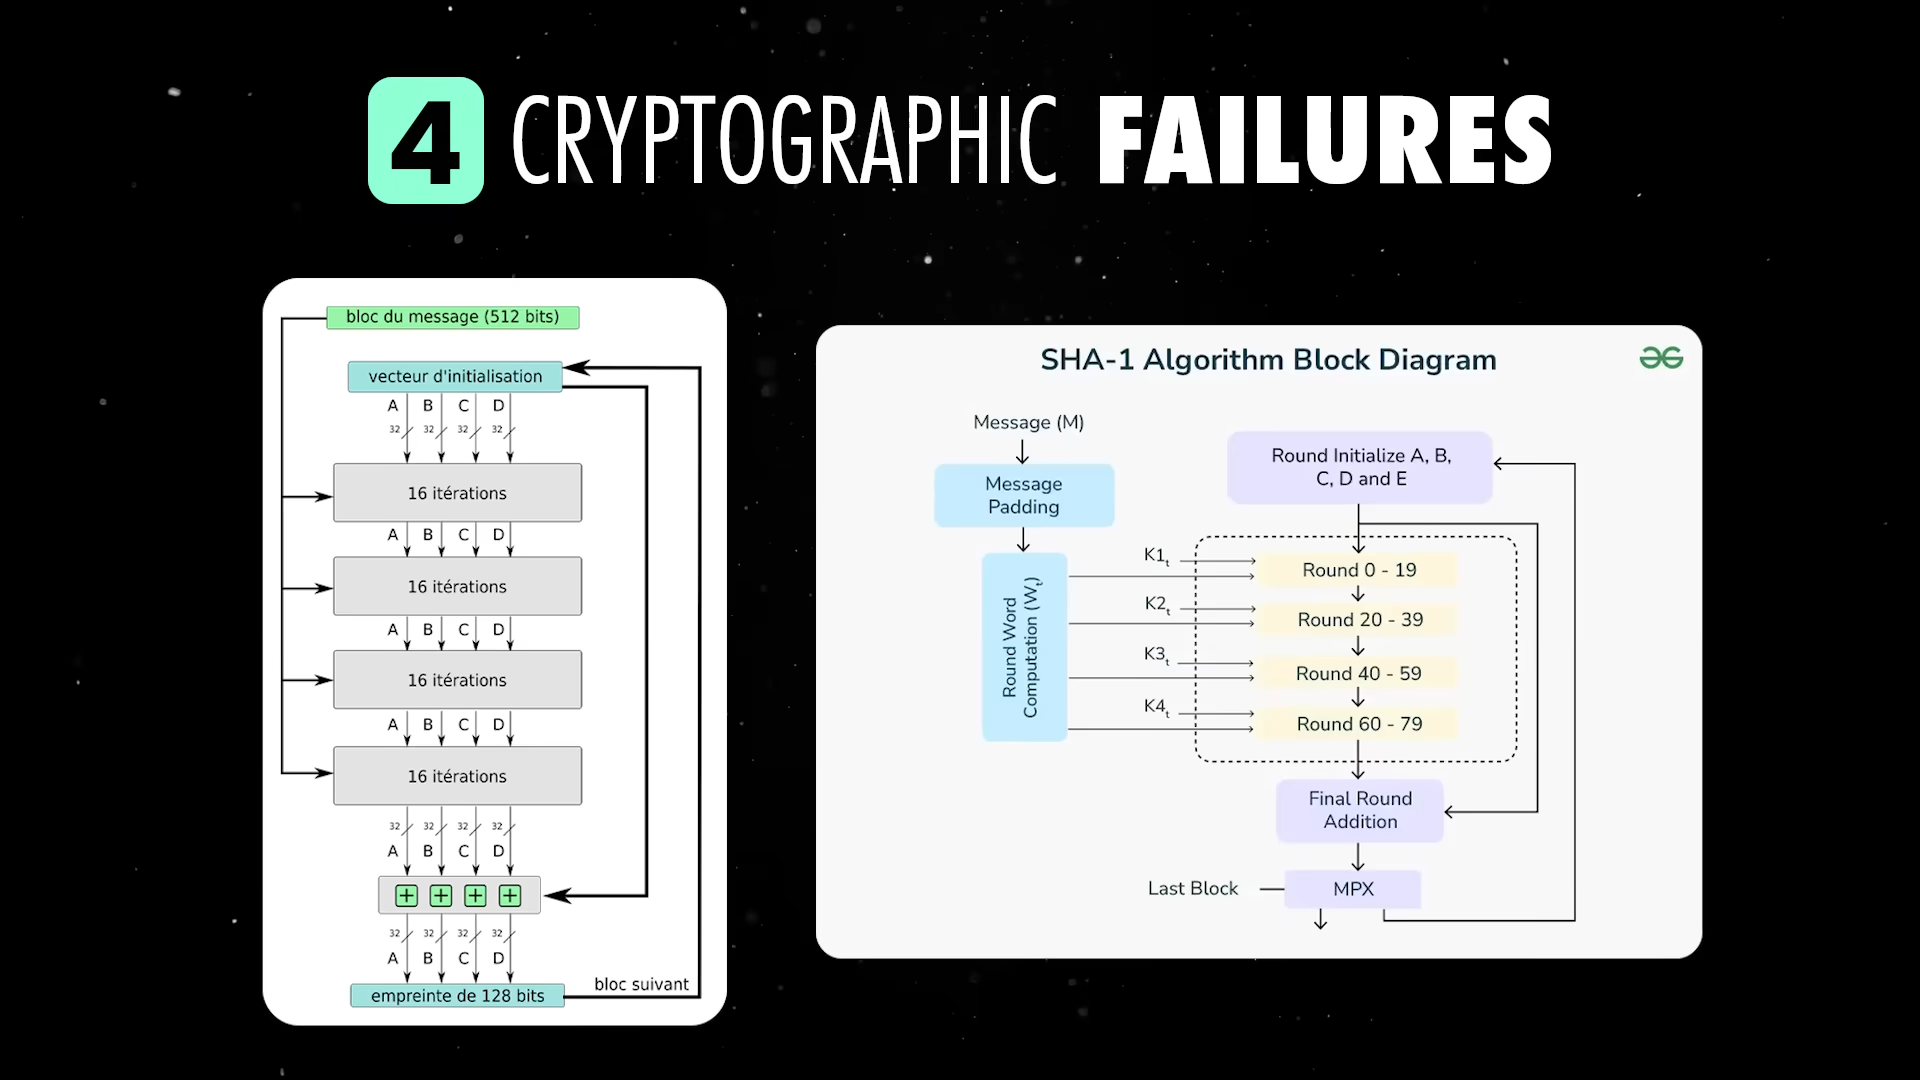 4 CRYPTOGRAPHIC FAILURES
bloc du message (512 bits)
vecteur d'initialisation
A B C D
32 32 32 32
16 itérations
A B C D
16 itérations
A B C D
16 itérations
A B C D
16 itérations
32 32 32 32
A B C D
+ + + +
32 32 32 32
A B C D
empreinte de 128 bits
bloc suivant
SHA-1 Algorithm Block Diagram
Message (M)
Message
Padding
Round Word
Computation (Wt)
Round Initialize A, B,
C, D and E
K1t
Round 0 - 19
K2t
Round 20 - 39
K3t
Round 40 - 59
K4t
Round 60 - 79
Final Round
Addition
Last Block
MPX